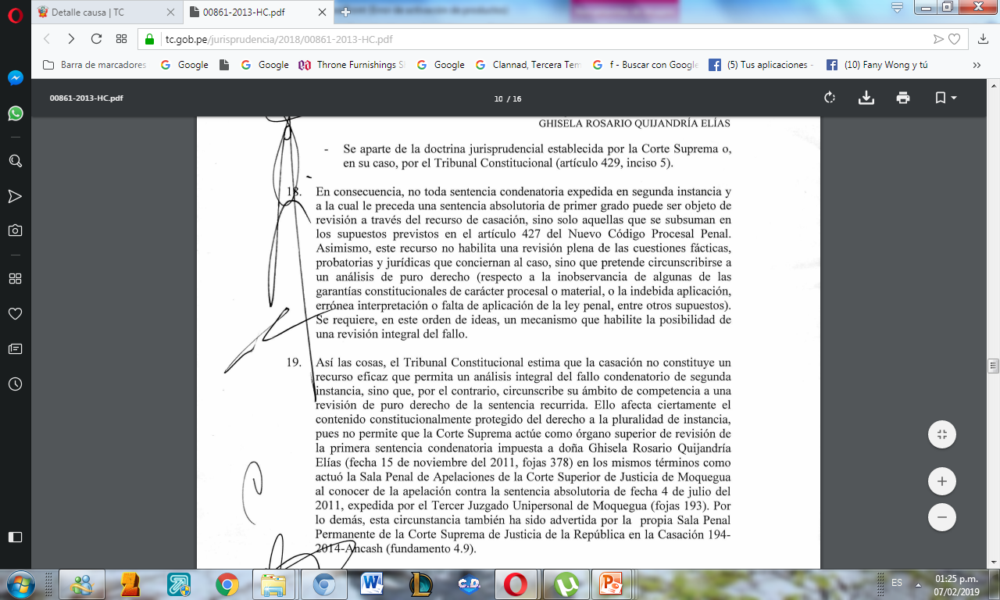 Detalle causa | TC
00861-2013-HC.pdf
tc.gob.pe/jurisprudencia/2018/00861-2013-HC.pdf
Barra de marcadores
Google
Google
Throne Furnishings S
Google
Clannad, Tercera Tem
f - Buscar con Google
(5) Tus aplicaciones -
(10) Fany Wong y tú
00861-2013-HC.pdf
10 / 16
GHISELA ROSARIO QUIJANDRÍA ELÍAS
- Se aparte de la doctrina jurisprudencial establecida por la Corte Suprema o,
en su caso, por el Tribunal Constitucional (artículo 429, inciso 5).
18. En consecuencia, no toda sentencia condenatoria expedida en segunda instancia y
a la cual le preceda una sentencia absolutoria de primer grado puede ser objeto de
revisión a través del recurso de casación, sino solo aquellas que se subsuman en
los supuestos previstos en el artículo 427 del Nuevo Código Procesal Penal.
Asimismo, este recurso no habilita una revisión plena de las cuestiones fácticas,
probatorias y jurídicas que conciernan al caso, sino que pretende circunscribirse a
un análisis de puro derecho (respecto a la inobservancia de algunas de las
garantías constitucionales de carácter procesal o material, o la indebida aplicación,
errónea interpretación o falta de aplicación de la ley penal, entre otros supuestos).
Se requiere, en este orden de ideas, un mecanismo que habilite la posibilidad de
una revisión integral del fallo.
19. Así las cosas, el Tribunal Constitucional estima que la casación no constituye un
recurso eficaz que permita un análisis integral del fallo condenatorio de segunda
instancia, sino que, por el contrario, circunscribe su ámbito de competencia a una
revisión de puro derecho de la sentencia recurrida. Ello afecta ciertamente el
contenido constitucionalmente protegido del derecho a la pluralidad de instancia,
pues no permite que la Corte Suprema actúe como órgano superior de revisión de
la primera sentencia condenatoria impuesta a doña Ghisela Rosario Quijandría
Elías (fecha 15 de noviembre del 2011, fojas 378) en los mismos términos como
actuó la Sala Penal de Apelaciones de la Corte Superior de Justicia de Moquegua
al conocer de la apelación contra la sentencia absolutoria de fecha 4 de julio del
2011, expedida por el Tercer Juzgado Unipersonal de Moquegua (fojas 193). Por
lo demás, esta circunstancia también ha sido advertida por la propia Sala Penal
Permanente de la Corte Suprema de Justicia de la República en la Casación 194-
2014-Ancash (fundamento 4.9).
C.D.
ES
01:25 p.m.
07/02/2019